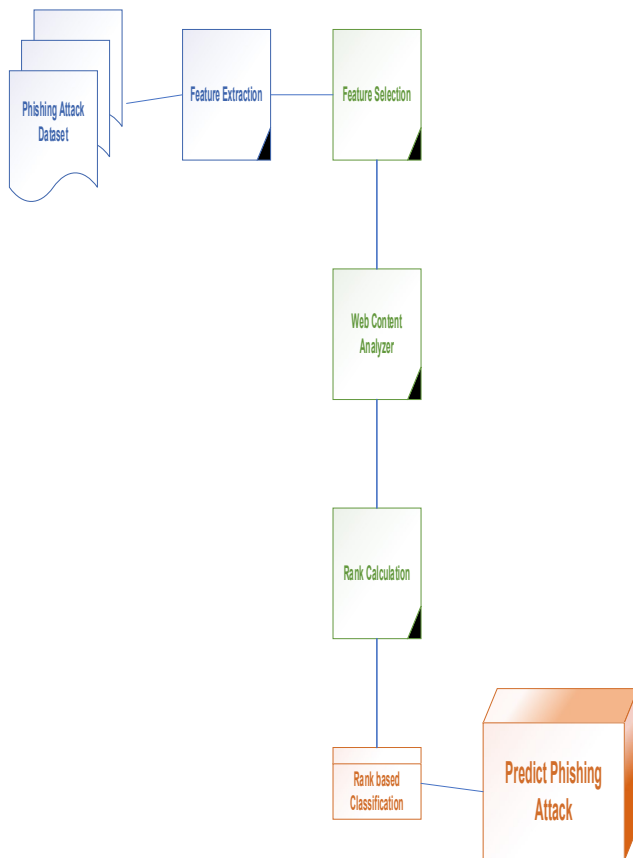 Phishing Attack
Dataset
Feature Extraction
Feature Selection
Web Content
Analyzer
Rank Calculation
Rank based
Classification
Predict Phishing
Attack